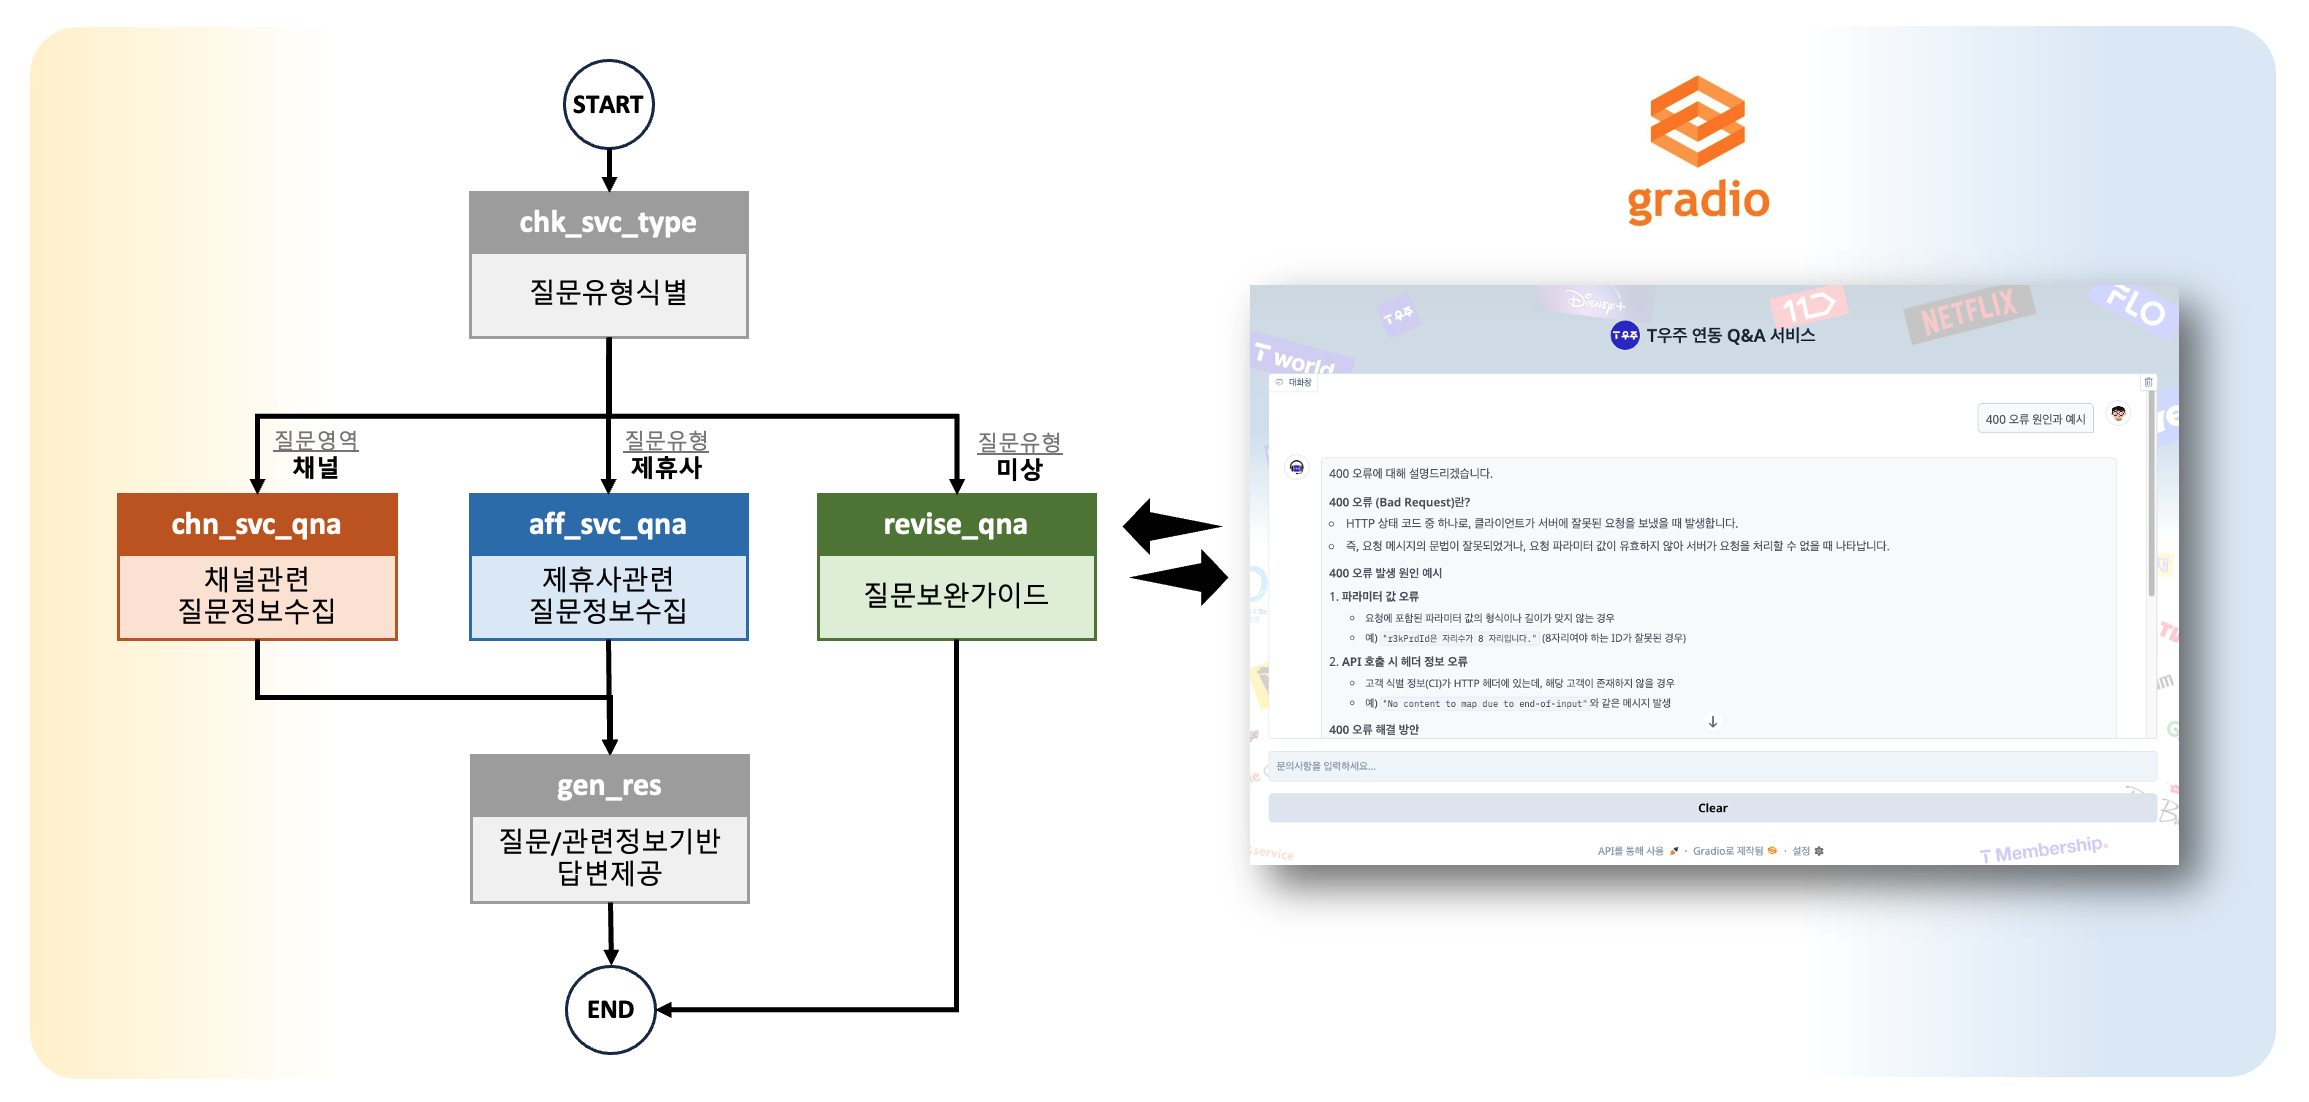 START
chk_svc_type
질문유형식별
질문영역
채널
질문유형
제휴사
질문유형
미상
chn_svc_qna
채널관련
질문정보수집
aff_svc_qna
제휴사관련
질문정보수집
revise_qna
질문보완가이드
gen_res
질문/관련정보기반
답변제공
END
gradio
T우주
Disney+
11
NETFLIX
FLO
T world
T우주 T우주 연동 Q&A 서비스
대화창
400 오류 원인과 예시
400 오류에 대해 설명드리겠습니다.
400 오류 (Bad Request)란?
HTTP 상태 코드 중 하나로, 클라이언트가 서버에 잘못된 요청을 보냈을 때 발생합니다.
즉, 요청 메시지의 문법이 잘못되었거나, 요청 파라미터 값이 유효하지 않아 서버가 요청을 처리할 수 없을 때 나타납니다.
400 오류 발생 원인 예시
1. 파라미터 값 오류
요청에 포함된 파라미터 값의 형식이나 길이가 맞지 않는 경우
예) "r3kPrdId은 자리수가 8 자리입니다." (8자리여야 하는 ID가 잘못된 경우)
2. API 호출 시 헤더 정보 오류
고객 식별 정보(CI)가 HTTP 헤더에 있는데, 해당 고객이 존재하지 않을 경우
예) "No content to map due to end-of-input"와 같은 메시지 발생
400 오류 해결 방안
문의사항을 입력하세요...
Clear
API를 통해 사용 · Gradio로 제작됨 · 설정
service
T Membership.